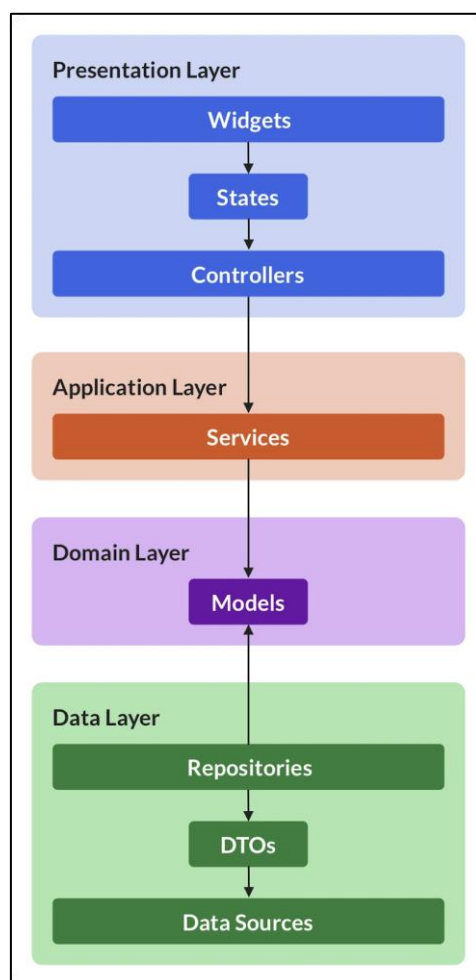 Presentation Layer
Widgets
States
Controllers
Application Layer
Services
Domain Layer
Models
Data Layer
Repositories
DTOs
Data Sources